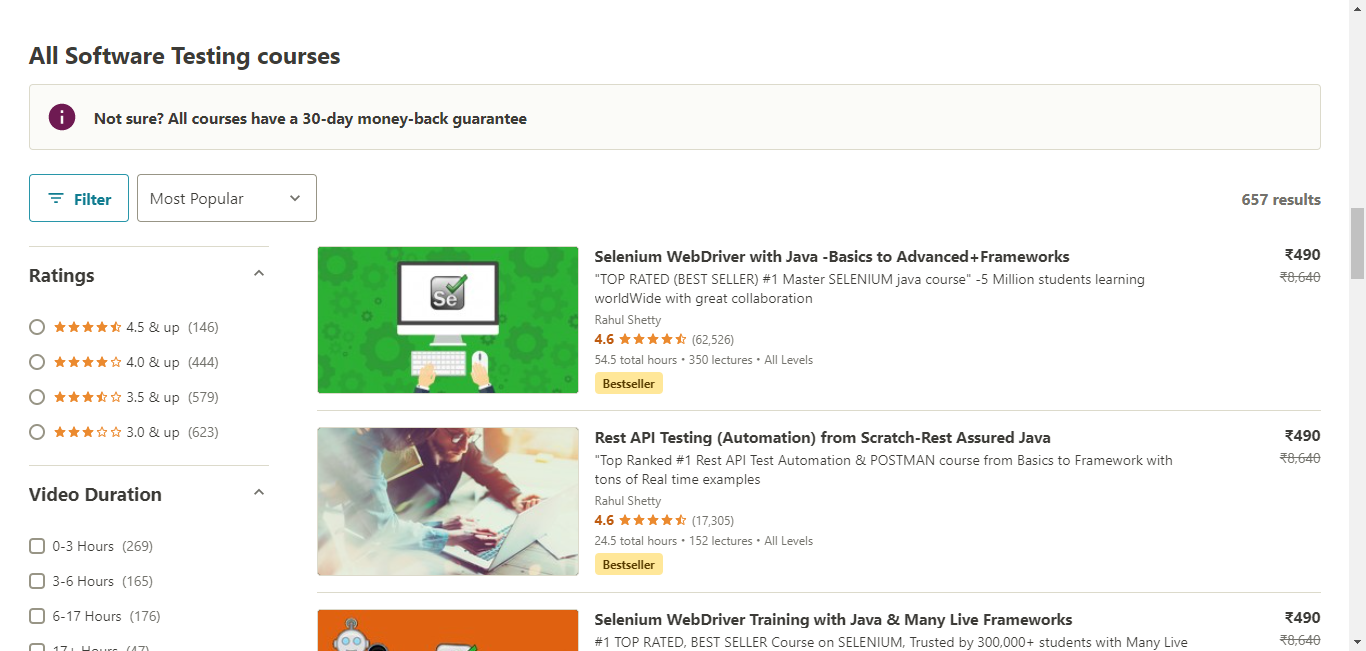 All Software Testing courses
Not sure? All courses have a 30-day money-back guarantee
Filter
Most Popular
657 results
Ratings
4.5 & up (146)
4.0 & up (444)
3.5 & up (579)
3.0 & up (623)
Video Duration
0-3 Hours (269)
3-6 Hours (165)
6-17 Hours (176)
17+ Hours (47)
Se
Selenium WebDriver with Java -Basics to Advanced+Frameworks
₹490
"TOP RATED (BEST SELLER) #1 Master SELENIUM java course" -5 Million students learning
₹8,640
worldWide with great collaboration
Rahul Shetty
4.6 (62,526)
54.5 total hours • 350 lectures • All Levels
Bestseller
Rest API Testing (Automation) from Scratch-Rest Assured Java
₹490
"Top Ranked #1 Rest API Test Automation & POSTMAN course from Basics to Framework with
₹8,640
tons of Real time examples
Rahul Shetty
4.6 (17,305)
24.5 total hours • 152 lectures • All Levels
Bestseller
Selenium WebDriver Training with Java & Many Live Frameworks
₹490
#1 TOP RATED, BEST SELLER Course on SELENIUM, Trusted by 300,000+ students with Many Live
₹8,640